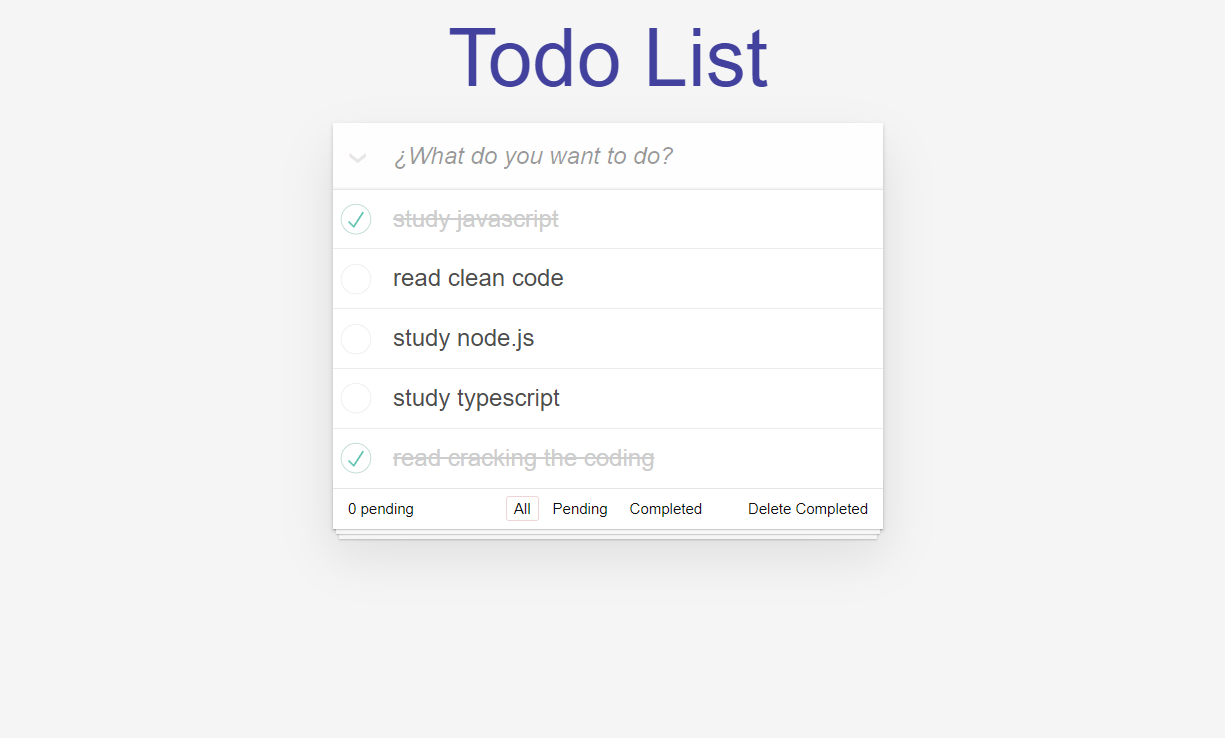 Todo List
¿What do you want to do?
study javascript
read clean code
study node.js
study typescript
read cracking the coding
0 pending All Pending Completed Delete Completed